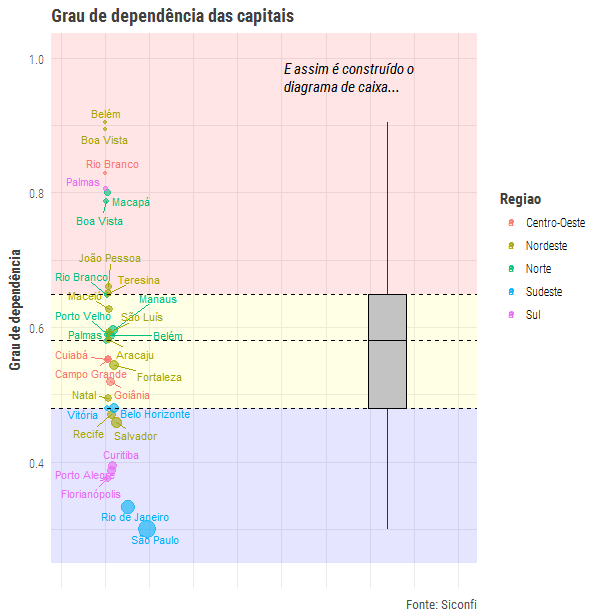 Grau de dependência das capitais
E assim é construído o
diagrama de caixa...
Grau de dependência
1.0
0.8
0.6
0.4
Belém
Boa Vista
Rio Branco
Palmas
Macapá
Boa Vista
João Pessoa
Rio Branco
Teresina
Maceió
Manaus
Porto Velho
São Luís
Palmas
Belém
Aracaju
Cuiabá
Fortaleza
Campo Grande
Natal
Goiânia
Vitória
Belo Horizonte
Recife
Salvador
Curitiba
Porto Alegre
Florianópolis
Rio de Janeiro
São Paulo
Regiao
Centro-Oeste
Nordeste
Norte
Sudeste
Sul
Fonte: Siconfi